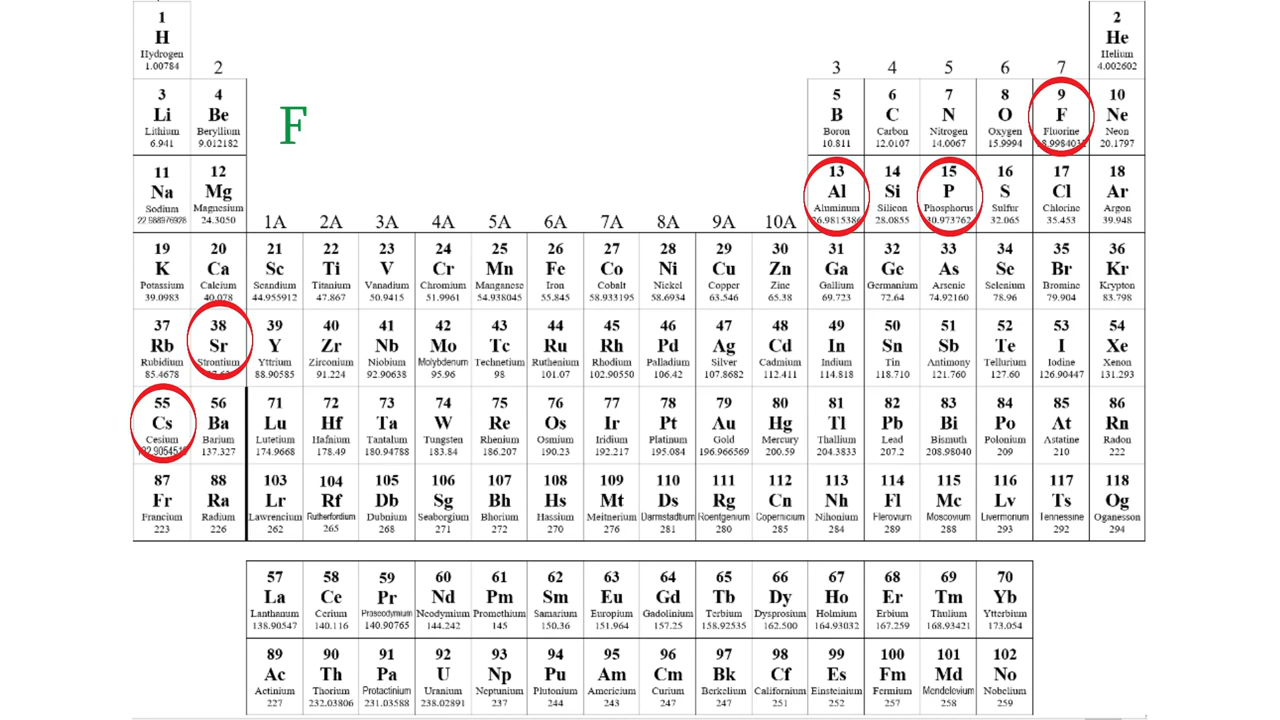 1 2
H He
Hydrogen Helium
1.00784 2 3 4 5 6 7 4.002602
3 4 5 6 7 8 9 10
Li Be F B C N O F Ne
Lithium Beryllium Boron Carbon Nitrogen Oxygen Fluorine Neon
6.941 9.012182 10.811 12.0107 14.0067 15.9994 20.1797
11 12 13 14 15 16 17 18
Na Mg Al Si P S Cl Ar
Sodium Magnesium Aluminum Silicon Phosphorus Sulfur Chlorine Argon
22.988976928 24.3050 1A 2A 3A 4A 5A 6A 7A 8A 9A 10A 26.9815386 28.0855 30.973762 32.065 35.453 39.948
19 20 21 22 23 24 25 26 27 28 29 30 31 32 33 34 35 36
K Ca Sc Ti V Cr Mn Fe Co Ni Cu Zn Ga Ge As Se Br Kr
Potassium Calcium Scandium Titanium Vanadium Chromium Manganese Iron Cobalt Nickel Copper Zinc Gallium Germanium Arsenic Selenium Bromine Krypton
39.0983 40.078 44.955912 47.867 50.9415 51.9961 54.938045 55.845 58.933195 58.6934 63.546 65.38 69.723 72.64 74.92160 78.96 79.904 83.798
37 38 39 40 41 42 43 44 45 46 47 48 49 50 51 52 53 54
Rb Sr Y Zr Nb Mo Tc Ru Rh Pd Ag Cd In Sn Sb Te I Xe
Rubidium Strontium Yttrium Zirconium Niobium Molybdenum Technetium Ruthenium Rhodium Palladium Silver Cadmium Indium Tin Antimony Tellurium Iodine Xenon
85.4678 88.90585 91.224 92.90638 95.96 98 101.07 102.90550 106.42 107.8682 112.411 114.818 118.710 121.760 127.60 126.90447 131.293
55 56 71 72 73 74 75 76 77 78 79 80 81 82 83 84 85 86
Cs Ba Lu Hf Ta W Re Os Ir Pt Au Hg Tl Pb Bi Po At Rn
Cesium Barium Lutetium Hafnium Tantalum Tungsten Rhenium Osmium Iridium Platinum Gold Mercury Thallium Lead Bismuth Polonium Astatine Radon
137.327 174.9668 178.49 180.94788 183.84 186.207 190.23 192.217 195.084 196.966569 200.59 204.3833 207.2 208.98040 209 210 222
87 88 103 104 105 106 107 108 109 110 111 112 113 114 115 116 117 118
Fr Ra Lr Rf Db Sg Bh Hs Mt Ds Rg Cn Nh Fl Mc Lv Ts Og
Francium Radium Lawrencium Rutherfordium Dubnium Seaborgium Bhorium Hassium Meitnerium Darmstadtium Roentgenium Copernicium Nihonium Flerovium Moscovium Livermorium Tennessine Oganesson
223 226 262 265 268 271 272 270 276 281 280 285 284 289 288 293 292 294
57 58 59 60 61 62 63 64 65 66 67 68 69 70
La Ce Pr Nd Pm Sm Eu Gd Tb Dy Ho Er Tm Yb
Lanthanum Cerium Praseodymium Neodymium Promethium Samarium Europium Gadolinium Terbium Dysprosium Holmium Erbium Thulium Ytterbium
138.90547 140.116 140.90765 144.242 145 150.36 151.964 157.25 158.92535 162.500 164.93032 167.259 168.93421 173.054
89 90 91 92 93 94 95 96 97 98 99 100 101 102
Ac Th Pa U Np Pu Am Cm Bk Cf Es Fm Md No
Actinium Thorium Protactinium Uranium Neptunium Plutonium Americium Curium Berkelium Californium Einsteinium Fermium Mendelevium Nobelium
227 232.03806 231.03588 238.02891 237 244 243 247 247 251 252 257 258 259